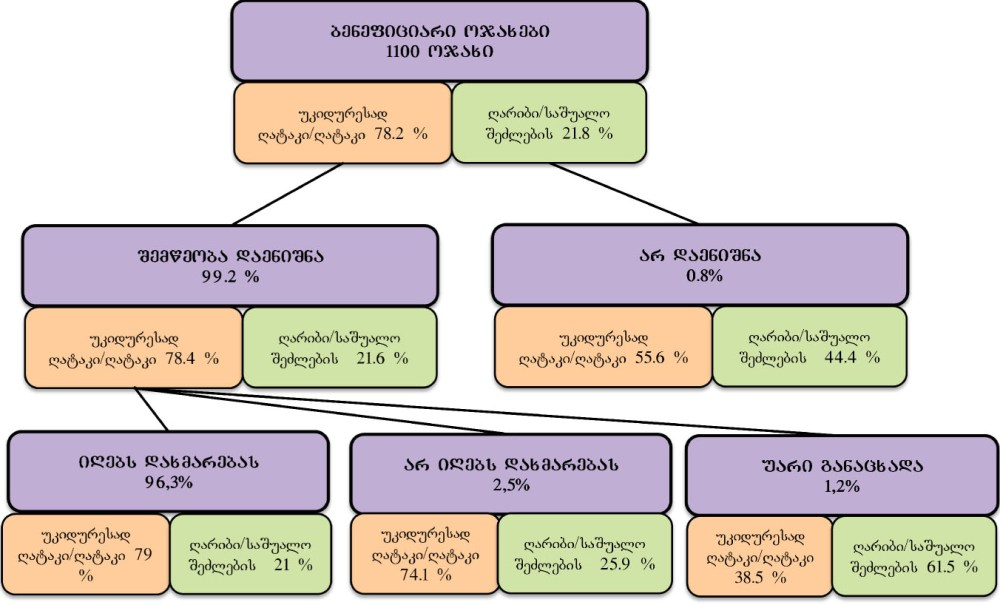 ბენეფიციარი ოჯახები
1100 ოჯახი
უკიდურესად
ღატაკი/ღატაკი 78.2 %
ღარიბი/საშუალო
შეძლების 21.8 %
შემწეობა დაენიშნა
99.2 %
უკიდურესად
ღატაკი/ღატაკი 78.4 %
ღარიბი/საშუალო
შეძლების 21.6 %
არ დაენიშნა
0.8%
უკიდურესად
ღატაკი/ღატაკი 55.6 %
ღარიბი/საშუალო
შეძლების 44.4 %
იღებს დახმარებას
96,3%
უკიდურესად
ღატაკი/ღატაკი 79
%
ღარიბი/საშუალო
შეძლების 21 %
არ იღებს დახმარებას
2,5%
უკიდურესად
ღატაკი/ღატაკი
74.1 %
ღარიბი/საშუალო
შეძლების 25.9 %
უარი განაცხადა
1,2%
უკიდურესად
ღატაკი/ღატაკი
38.5 %
ღარიბი/საშუალო
შეძლების 61.5 %